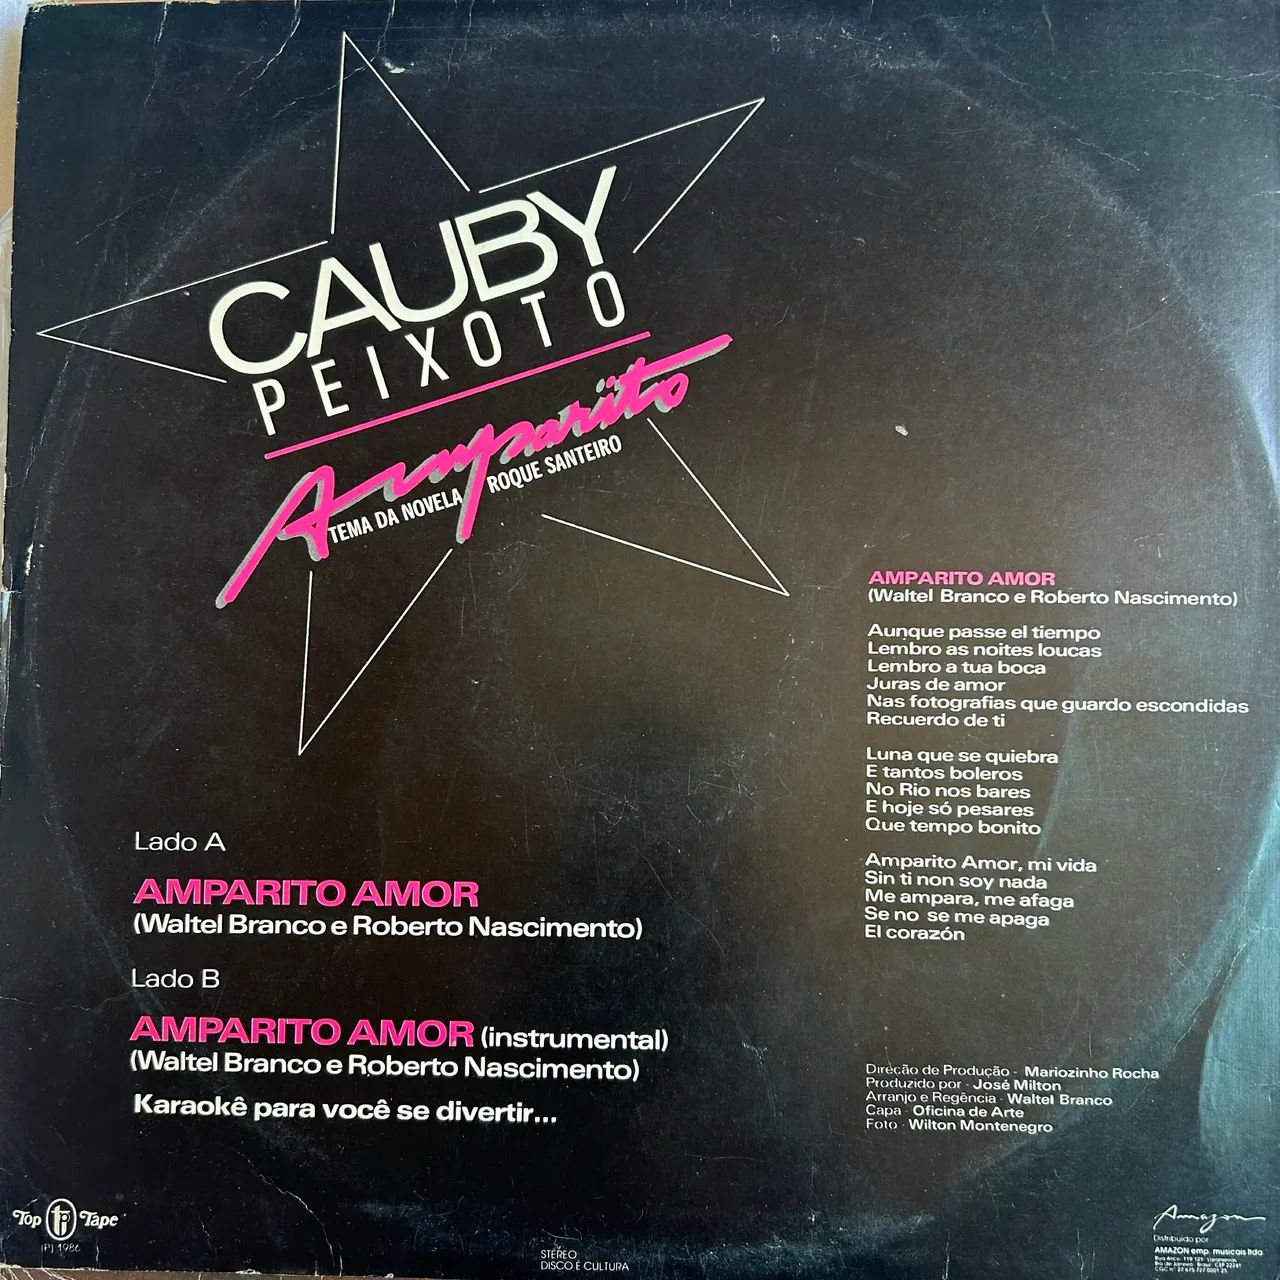 CAUBY
PEIXOTO
Amparito
TEMA DA NOVELA ROQUE SANTEIRO
Lado A
AMPARITO AMOR
(Waltel Branco e Roberto Nascimento)
Lado B
AMPARITO AMOR (instrumental)
(Waltel Branco e Roberto Nascimento)
Karaokê para você se divertir...
AMPARITO AMOR
(Waltel Branco e Roberto Nascimento)
Aunque passe el tiempo
Lembro as noites loucas
Lembro a tua boca
Juras de amor
Nas fotografias que guardo escondidas
Recuerdo de ti
Luna que se quiebra
E tantos boleros
No Rio nos bares
E hoje só pesares
Que tempo bonito
Amparito Amor, mi vida
Sin ti non soy nada
Me ampara, me afaga
Se no se me apaga
El corazón
Direcão de Produção - Mariozinho Rocha
Produzido por - José Milton
Arranjo e Regência - Waltel Branco
Capa - Oficina de Arte
Foto - Wilton Montenegro
Top Tape
(P) 1986
STEREO
DISCO É CULTURA
Amazon
Distribuído por
AMAZON emp. musicais ltda